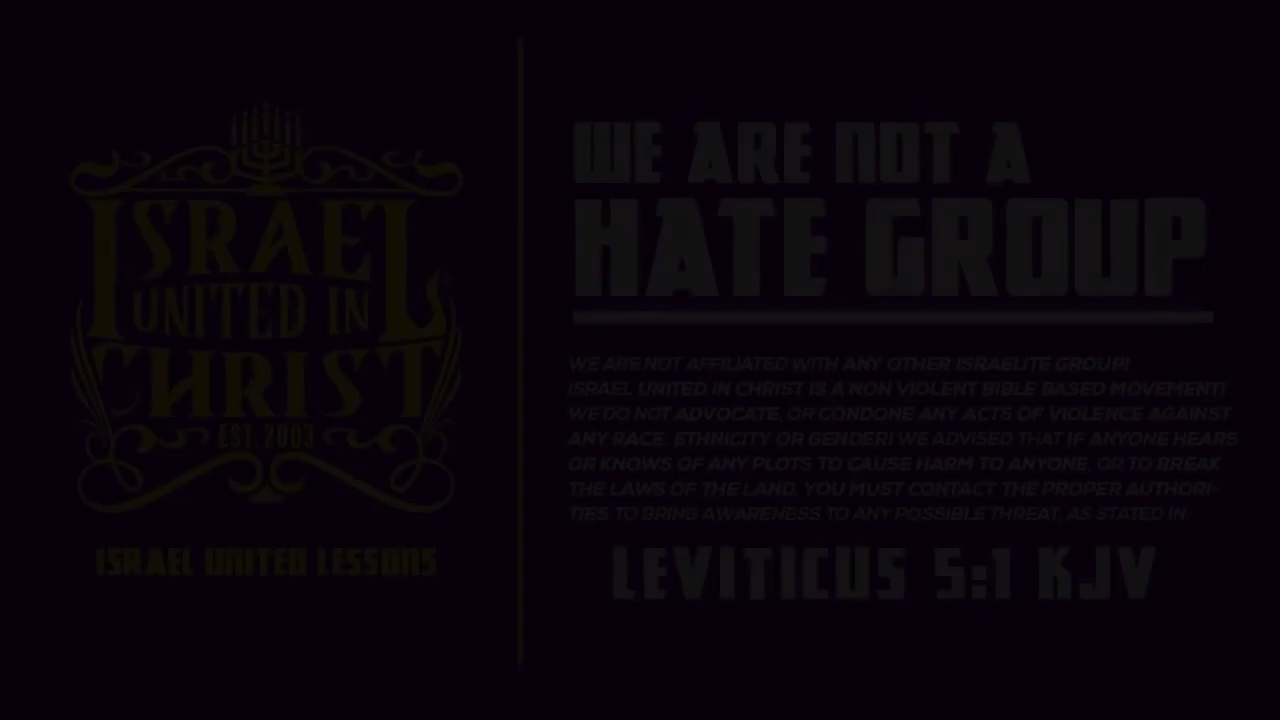 ISRAEL
UNITED IN
CHRIST
EST 2003
ISRAEL UNITED LESSONS
WE ARE NOT A
HATE GROUP
WE ARE NOT AFFILIATED WITH ANY OTHER ISRAELITE GROUP!
ISRAEL UNITED IN CHRIST IS A NON VIOLENT BIBLE BASED MOVEMENT!
WE DO NOT ADVOCATE, OR CONDONE ANY ACTS OF VIOLENCE AGAINST
ANY RACE, ETHNICITY OR GENDER! WE ADVISED THAT IF ANYONE HEARS
OR KNOWS OF ANY PLOTS TO CAUSE HARM TO ANYONE, OR TO BREAK
THE LAWS OF THE LAND, YOU MUST CONTACT THE PROPER AUTHORI-
TIES TO BRING AWARENESS TO ANY POSSIBLE THREAT, AS STATED IN
LEVITICUS 5:1 KJV